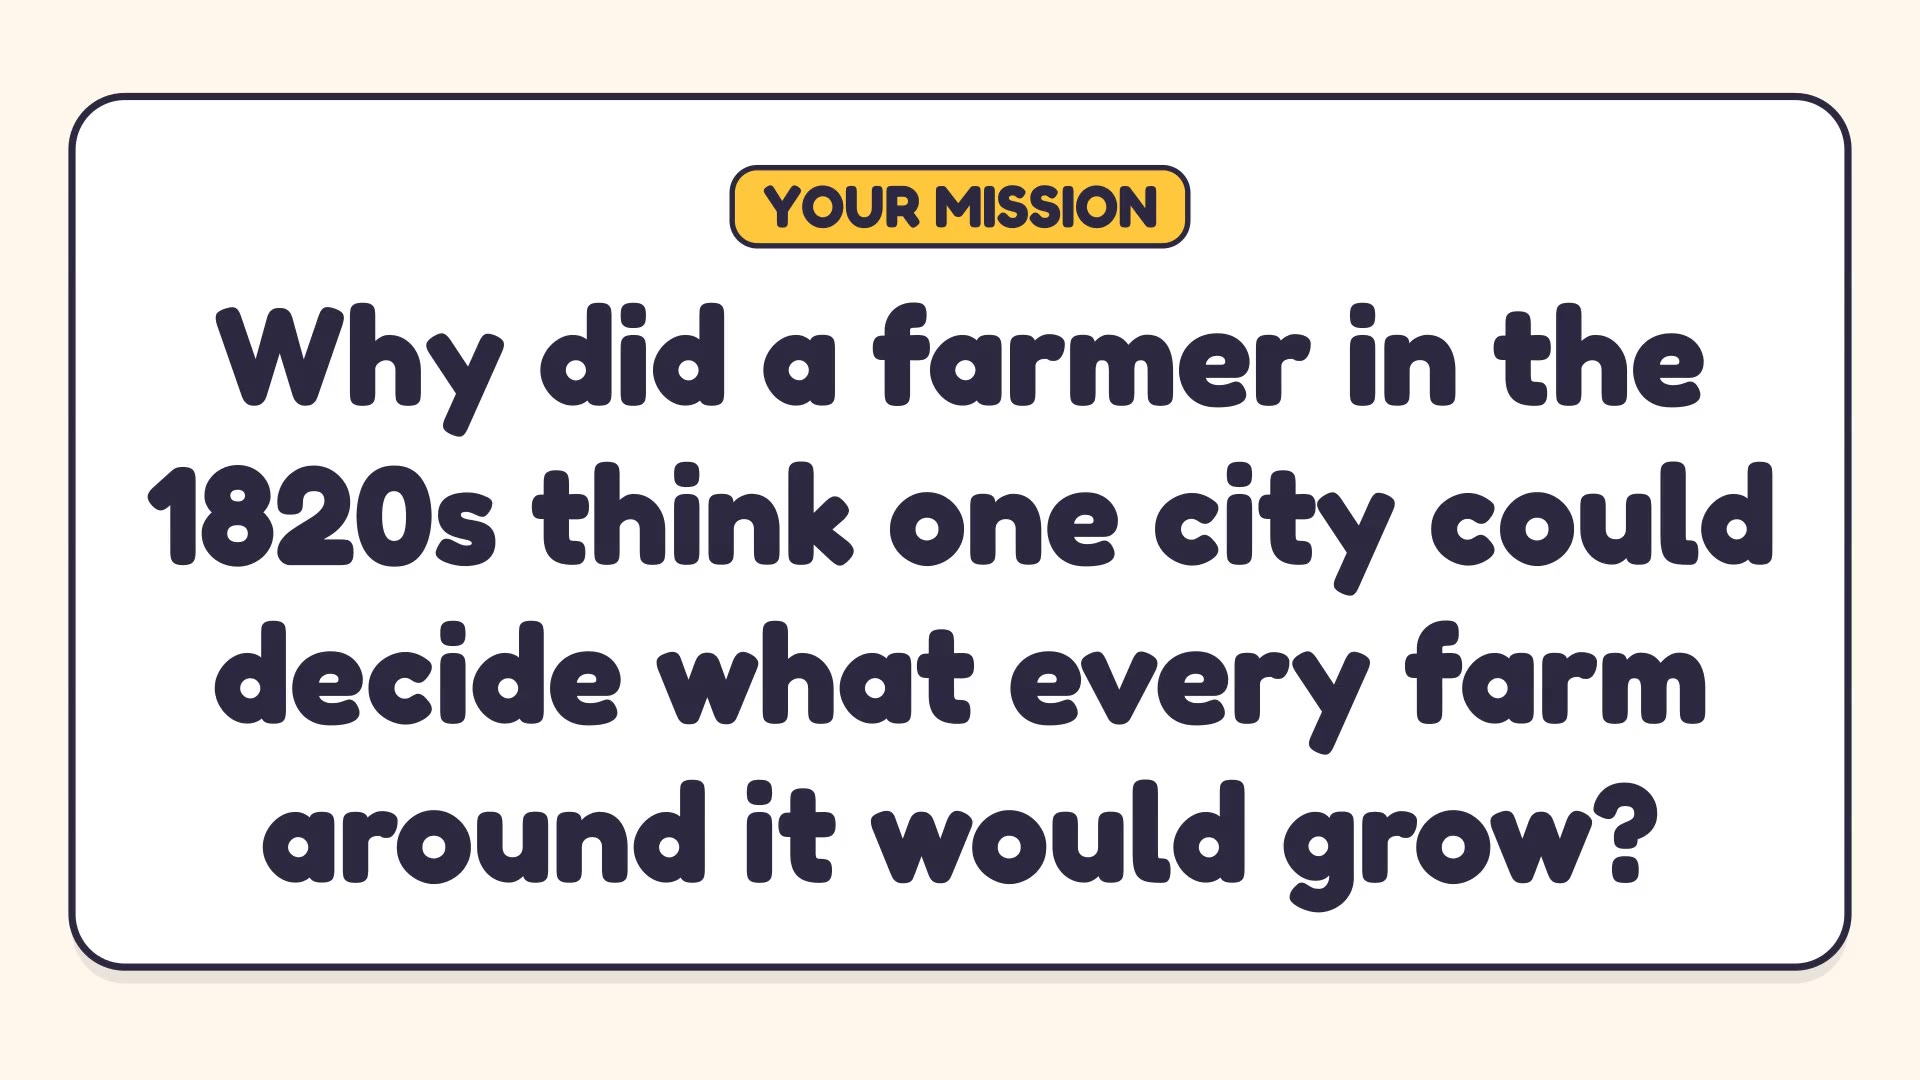 YOUR MISSION
Why did a farmer in the
1820s think one city could
decide what every farm
around it would grow?